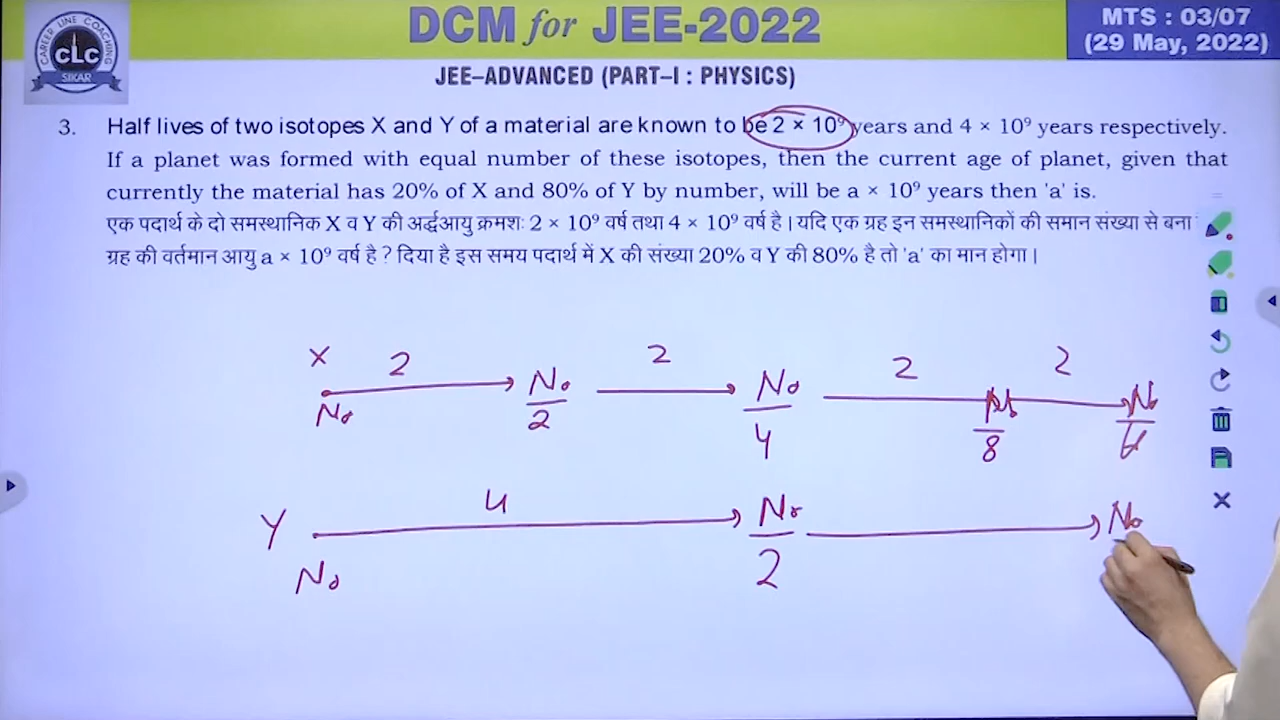 CAREER LINE COACHING
CLC
SIKAR
DCM for JEE-2022
MTS : 03/07
(29 May, 2022)
JEE–ADVANCED (PART–I : PHYSICS)
3. Half lives of two isotopes X and Y of a material are known to be 2 × 10⁹ years and 4 × 10⁹ years respectively.
If a planet was formed with equal number of these isotopes, then the current age of planet, given that
currently the material has 20% of X and 80% of Y by number, will be a × 10⁹ years then 'a' is.
एक पदार्थ के दो समस्थानिक X व Y की अर्द्धआयु क्रमशः 2 × 10⁹ वर्ष तथा 4 × 10⁹ वर्ष है। यदि एक ग्रह इन समस्थानिकों की समान संख्या से बना
ग्रह की वर्तमान आयु a × 10⁹ वर्ष है ? दिया है इस समय पदार्थ में X की संख्या 20% व Y की 80% है तो 'a' का मान होगा।
X 2 2 2 2
N₀ N₀/2 N₀/4 N₀/8
Y 4
N₀ N₀/2 N₀